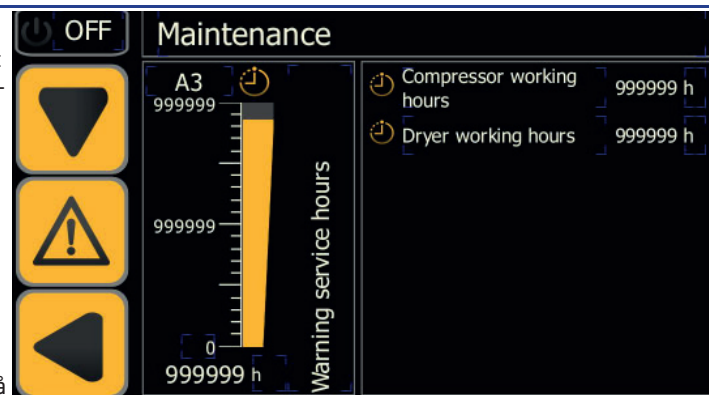 OFF
Maintenance
A3
999999
999999
0
999999 h
Warning service hours
Compressor working
hours
999999 h
Dryer working hours
999999 h
å